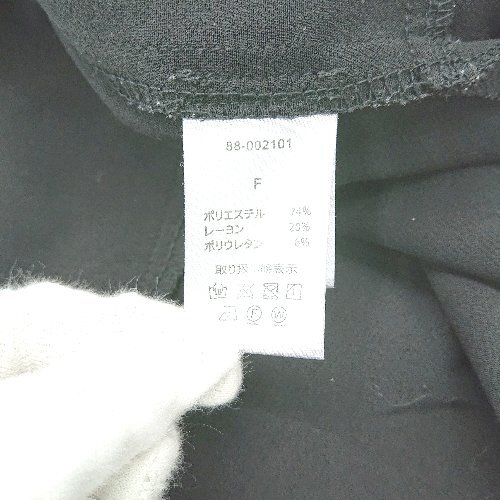 88-002101
F
ポリエステル 74%
レーヨン 20%
ポリウレタン 6%
取り扱い絵表示
F W